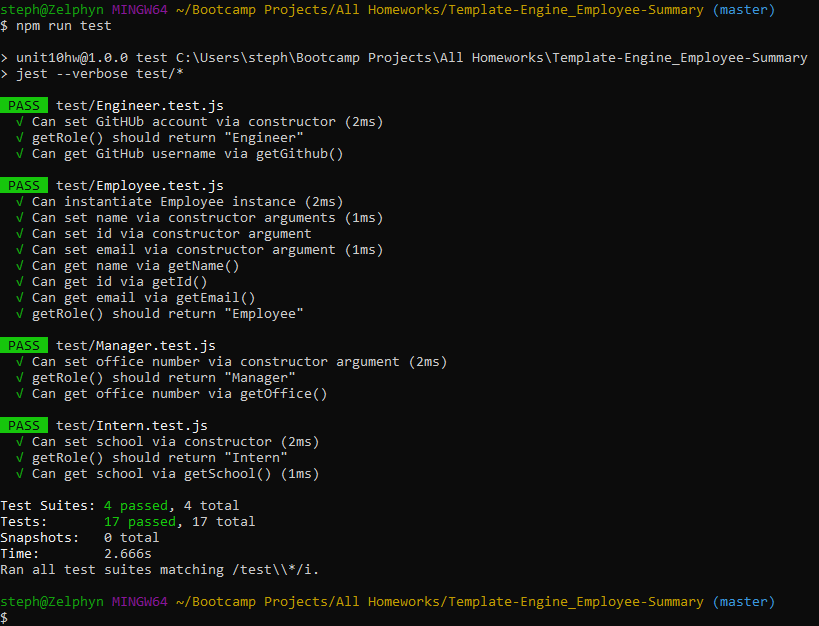 steph@Zelphyn MINGW64 ~/Bootcamp Projects/All Homeworks/Template-Engine_Employee-Summary (master)
$ npm run test
> unit10hw@1.0.0 test C:\Users\steph\Bootcamp Projects\All Homeworks\Template-Engine_Employee-Summary
> jest --verbose test/*
PASS test/Engineer.test.js
√ Can set GitHUb account via constructor (2ms)
√ getRole() should return "Engineer"
√ Can get GitHub username via getGithub()
PASS test/Employee.test.js
√ Can instantiate Employee instance (2ms)
√ Can set name via constructor arguments (1ms)
√ Can set id via constructor argument
√ Can set email via constructor argument (1ms)
√ Can get name via getName()
√ Can get id via getId()
√ Can get email via getEmail()
√ getRole() should return "Employee"
PASS test/Manager.test.js
√ Can set office number via constructor argument (2ms)
√ getRole() should return "Manager"
√ Can get office number via getOffice()
PASS test/Intern.test.js
√ Can set school via constructor (2ms)
√ getRole() should return "Intern"
√ Can get school via getSchool() (1ms)
Test Suites: 4 passed, 4 total
Tests: 17 passed, 17 total
Snapshots: 0 total
Time: 2.666s
Ran all test suites matching /test\\*/i.
steph@Zelphyn MINGW64 ~/Bootcamp Projects/All Homeworks/Template-Engine_Employee-Summary (master)
$